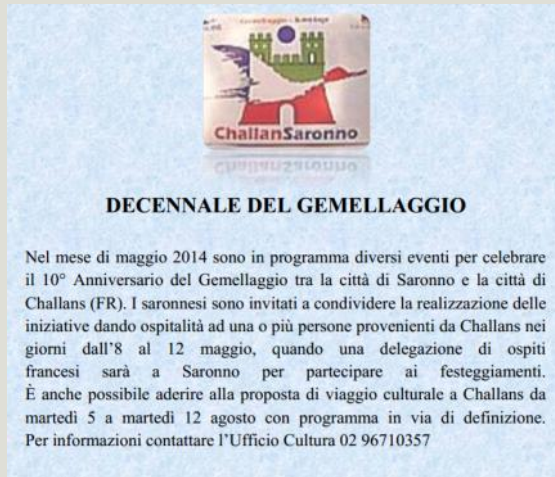 ChallanSaronno
DECENNALE DEL GEMELLAGGIO
Nel mese di maggio 2014 sono in programma diversi eventi per celebrare
il 10° Anniversario del Gemellaggio tra la città di Saronno e la città di
Challans (FR). I saronnesi sono invitati a condividere la realizzazione delle
iniziative dando ospitalità ad una o più persone provenienti da Challans nei
giorni dall'8 al 12 maggio, quando una delegazione di ospiti
francesi sarà a Saronno per partecipare ai festeggiamenti.
È anche possibile aderire alla proposta di viaggio culturale a Challans da
martedì 5 a martedì 12 agosto con programma in via di definizione.
Per informazioni contattare l'Ufficio Cultura 02 96710357